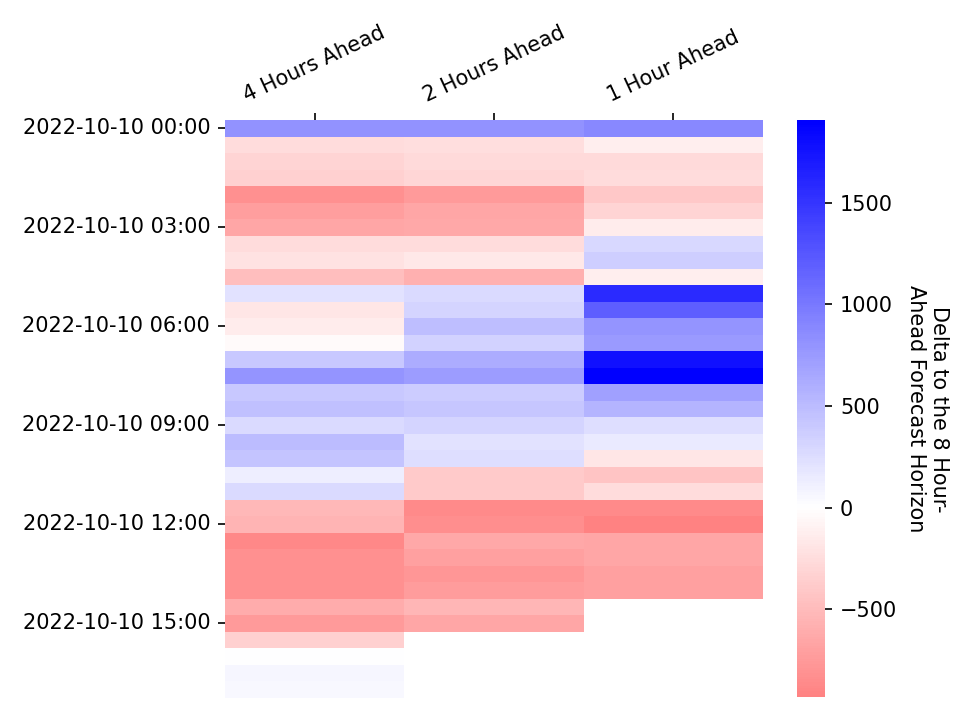 4 Hours Ahead
2 Hours Ahead
1 Hour Ahead
2022-10-10 00:00
2022-10-10 03:00
2022-10-10 06:00
2022-10-10 09:00
2022-10-10 12:00
2022-10-10 15:00
1500
1000
500
0
−500
Delta to the 8 Hour-
Ahead Forecast Horizon